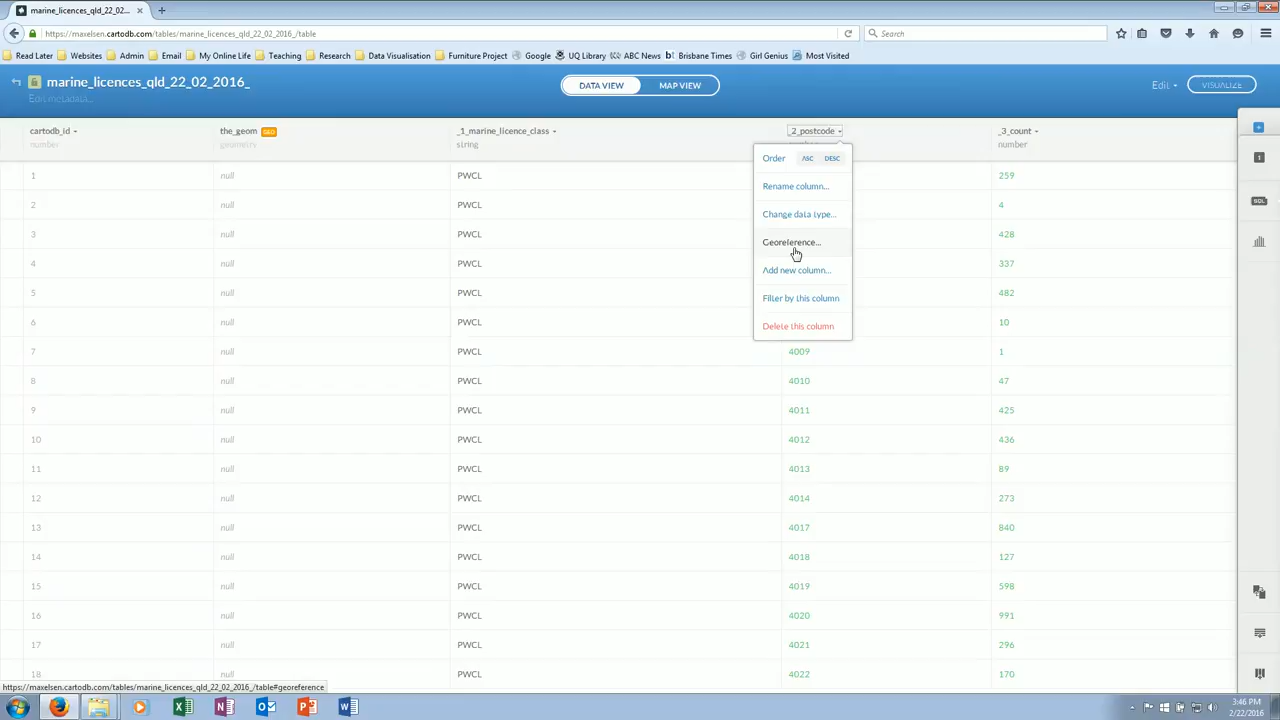 marine_licences_qld_22_02_2016_/table
marine_licences_qld_22_02...
https://maxelsen.cartodb.com/tables/marine_licences_qld_22_02_2016_/table
Search
Read Later Websites Admin Email My Online Life Teaching Research Data Visualisation Furniture Project Google UQ Library ABC News bt Brisbane Times Girl Genius Most Visited
marine_licences_qld_22_02_2016_
Edit metadata...
DATA VIEW MAP VIEW
Edit VISUALIZE
cartodb_id the_geom GEO _1_marine_licence_class _2_postcode _3_count
number geometry string number
1 null PWCL 259
2 null PWCL 4
3 null PWCL 428
4 null PWCL 337
5 null PWCL 482
6 null PWCL 10
7 null PWCL 4009 1
8 null PWCL 4010 47
9 null PWCL 4011 425
10 null PWCL 4012 436
11 null PWCL 4013 89
12 null PWCL 4014 273
13 null PWCL 4017 840
14 null PWCL 4018 127
15 null PWCL 4019 598
16 null PWCL 4020 991
17 null PWCL 4021 296
18 null PWCL 4022 170
Order ASC DESC
Rename column...
Change data type...
Georeference...
Add new column...
Filter by this column
Delete this column
1
SQL
https://maxelsen.cartodb.com/tables/marine_licences_qld_22_02_2016_/table#georeference
3:46 PM
2/22/2016